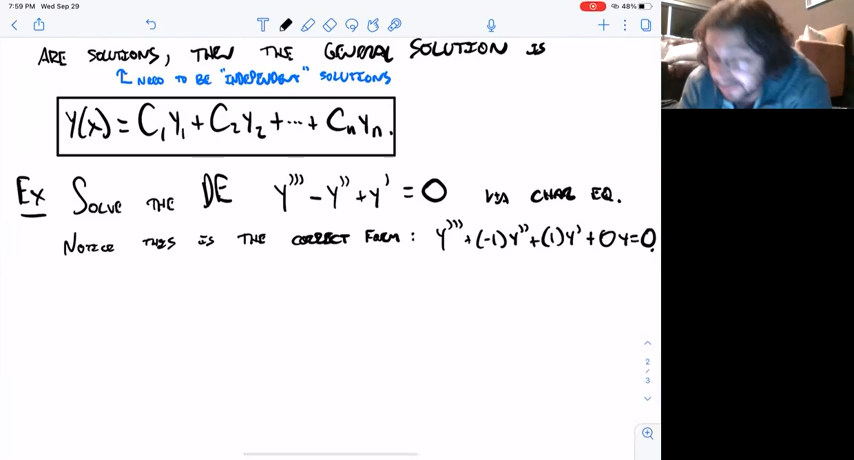 7:59 PM Wed Sep 29
48%
ARE SOLUTIONS, THEN THE GENERAL SOLUTION IS
↑ NEED TO BE "INDEPENDENT" SOLUTIONS
Y(x) = C₁Y₁ + C₂Y₂ + ··· + CₙYₙ.
Ex SOLVE THE DE Y''' - Y'' + Y' = 0 VIA CHAR EQ.
NOTICE THIS IS THE CORRECT FORM: Y''' + (-1)Y'' + (1)Y' + 0Y = 0.
2
/
3